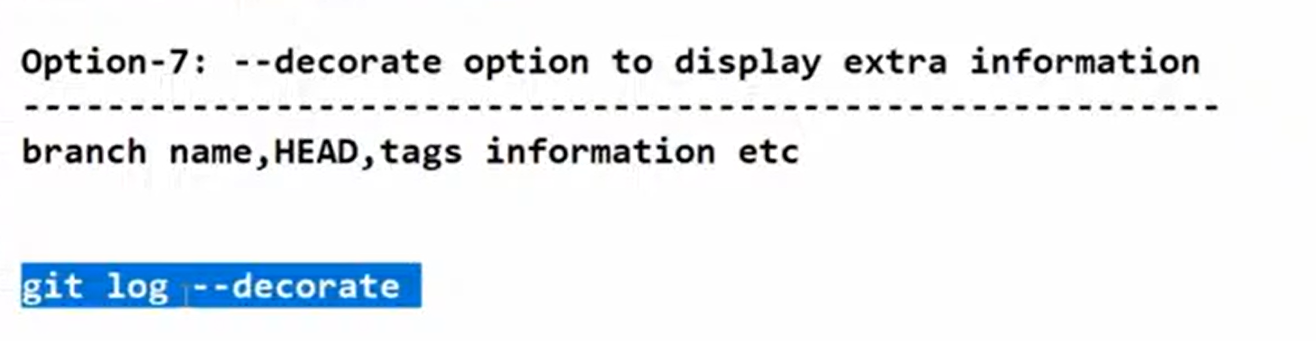 Option-7: --decorate option to display extra information
---------------------------------------------------------
branch name,HEAD,tags information etc
git log --decorate